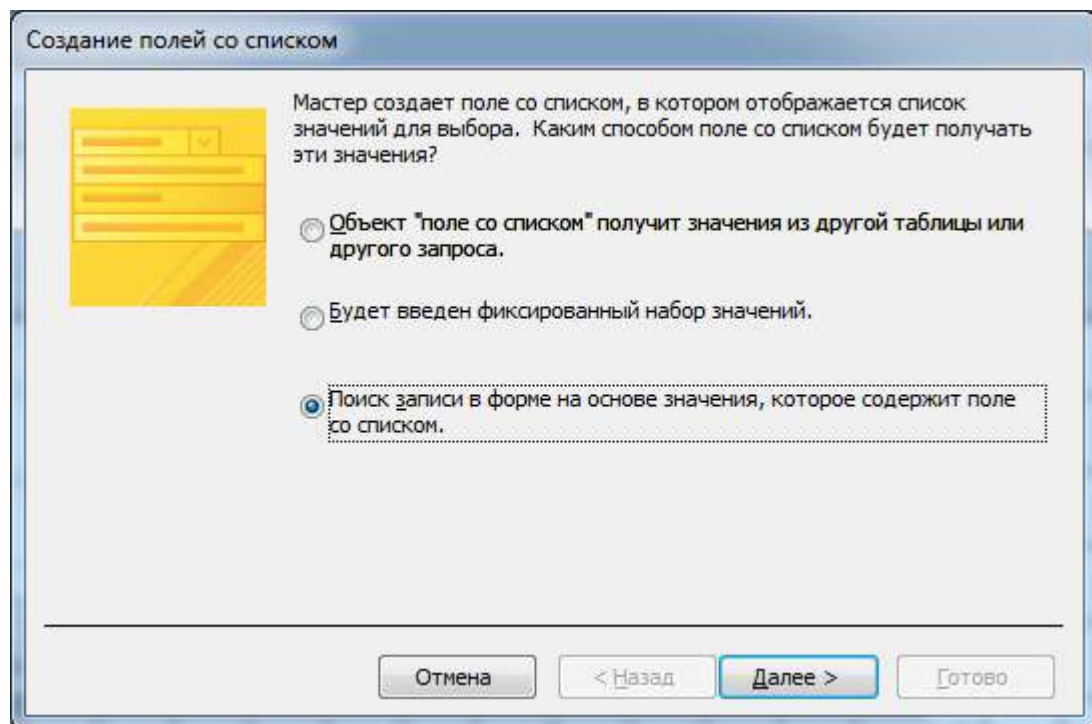 Создание полей со списком
Мастер создает поле со списком, в котором отображается список
значений для выбора. Каким способом поле со списком будет получать
эти значения?
Объект "поле со списком" получит значения из другой таблицы или
другого запроса.
Будет введен фиксированный набор значений.
Поиск записи в форме на основе значения, которое содержит поле
со списком.
Отмена
< Назад
Далее >
Готово